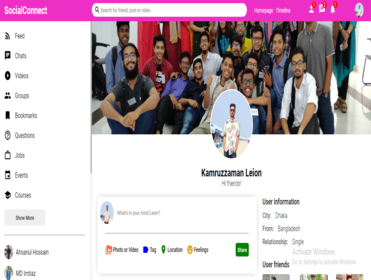 SocialConnect
Search for friend, post or video
Homepage Timeline
Feed
Chats
Videos
Groups
Bookmarks
Questions
Jobs
Events
Courses
Show More
Ahsanul Hossain
MD Imtiaz
Kamruzzaman Leion
Hi friends!
What's in your mind Leion?
Photo or Video
Tag
Location
Feelings
Share
User information
City: Dhaka
From: Bangladesh
Relationship: Single
Activate Windows
Go to Settings to activate Windows.
User friends